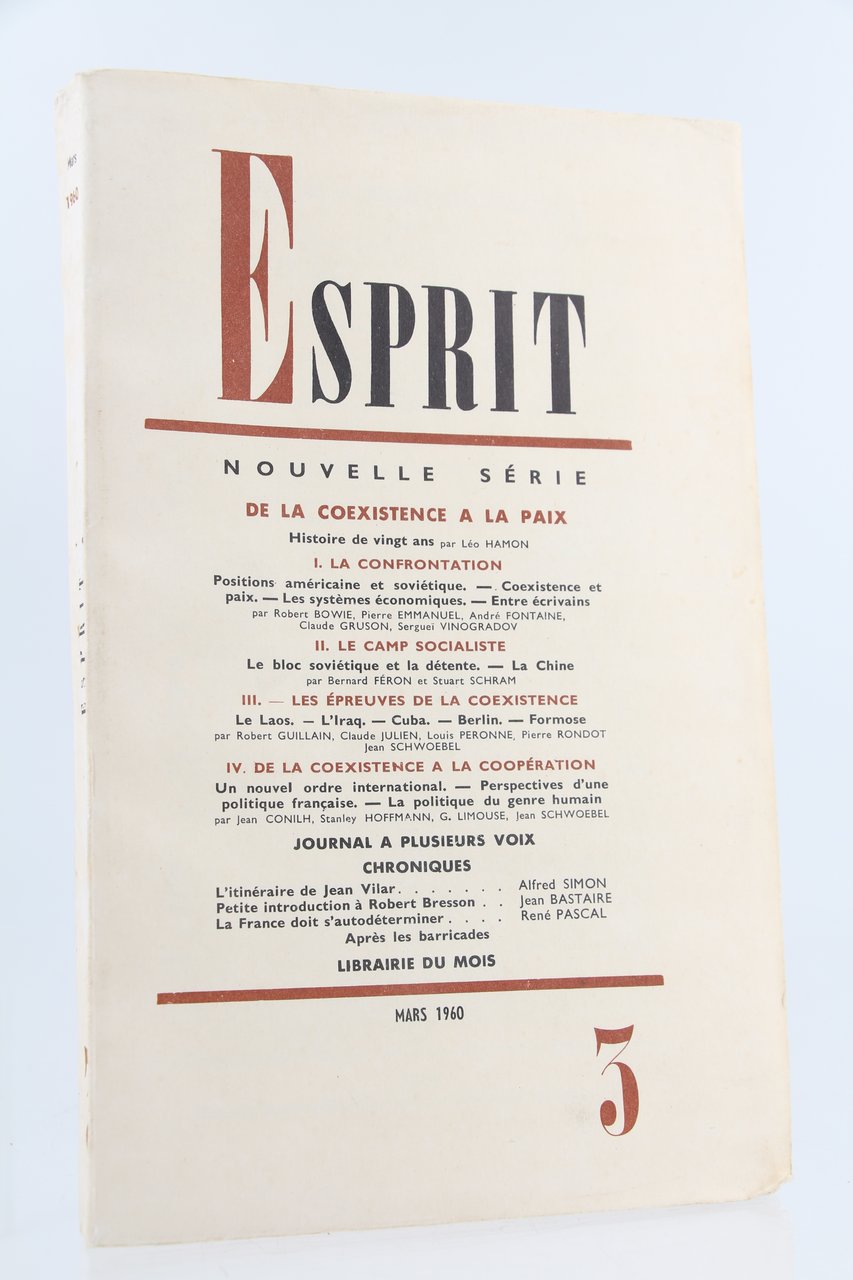 Mars
1960
ESPRIT
ESPRIT
NOUVELLE SÉRIE
DE LA COEXISTENCE A LA PAIX
Histoire de vingt ans par Léo HAMON
I. LA CONFRONTATION
Positions américaine et soviétique. — Coexistence et
paix. — Les systèmes économiques. — Entre écrivains
par Robert BOWIE, Pierre EMMANUEL, André FONTAINE,
Claude GRUSON, Sergueï VINOGRADOV
II. LE CAMP SOCIALISTE
Le bloc soviétique et la détente. — La Chine
par Bernard FÉRON et Stuart SCHRAM
III. — LES ÉPREUVES DE LA COEXISTENCE
Le Laos. — L'Iraq. — Cuba. — Berlin. — Formose
par Robert GUILLAIN, Claude JULIEN, Louis PERONNE, Pierre RONDOT
Jean SCHWOEBEL
IV. DE LA COEXISTENCE A LA COOPÉRATION
Un nouvel ordre international. — Perspectives d'une
politique française. — La politique du genre humain
par Jean CONILH, Stanley HOFFMANN, G. LIMOUSE, Jean SCHWOEBEL
JOURNAL A PLUSIEURS VOIX
CHRONIQUES
L'itinéraire de Jean Vilar. . . . . . . Alfred SIMON
Petite introduction à Robert Bresson . . Jean BASTAIRE
La France doit s'autodéterminer . . . . René PASCAL
Après les barricades
LIBRAIRIE DU MOIS
MARS 1960
3